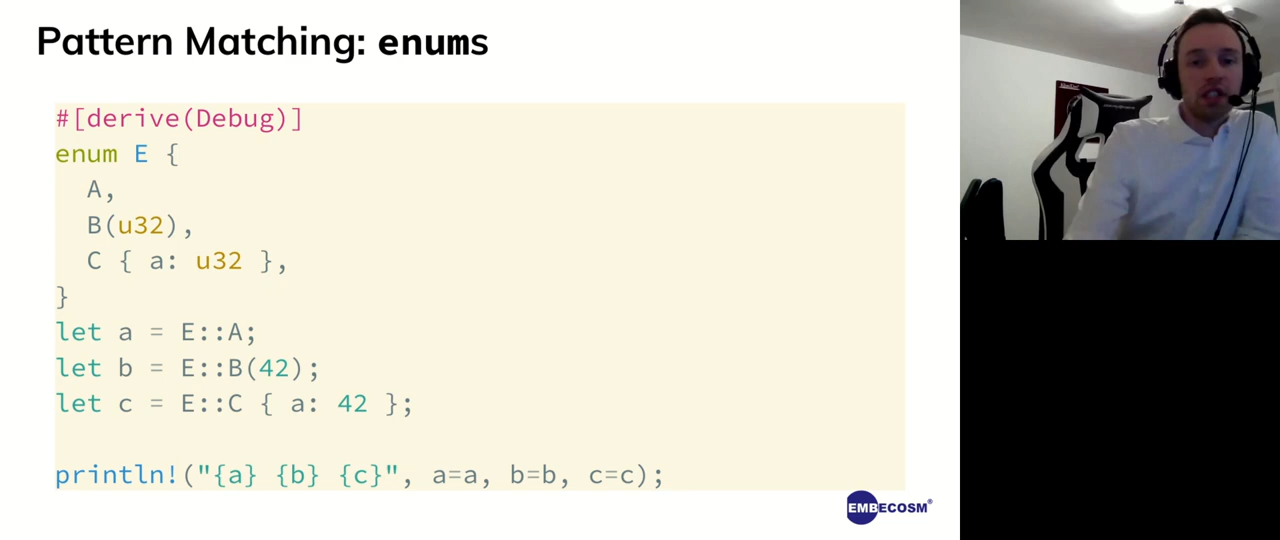 Pattern Matching: enums
#[derive(Debug)]
enum E {
  A,
  B(u32),
  C { a: u32 },
}
let a = E::A;
let b = E::B(42);
let c = E::C { a: 42 };
println!("{a} {b} {c}", a=a, b=b, c=c);
EMBECOSM®